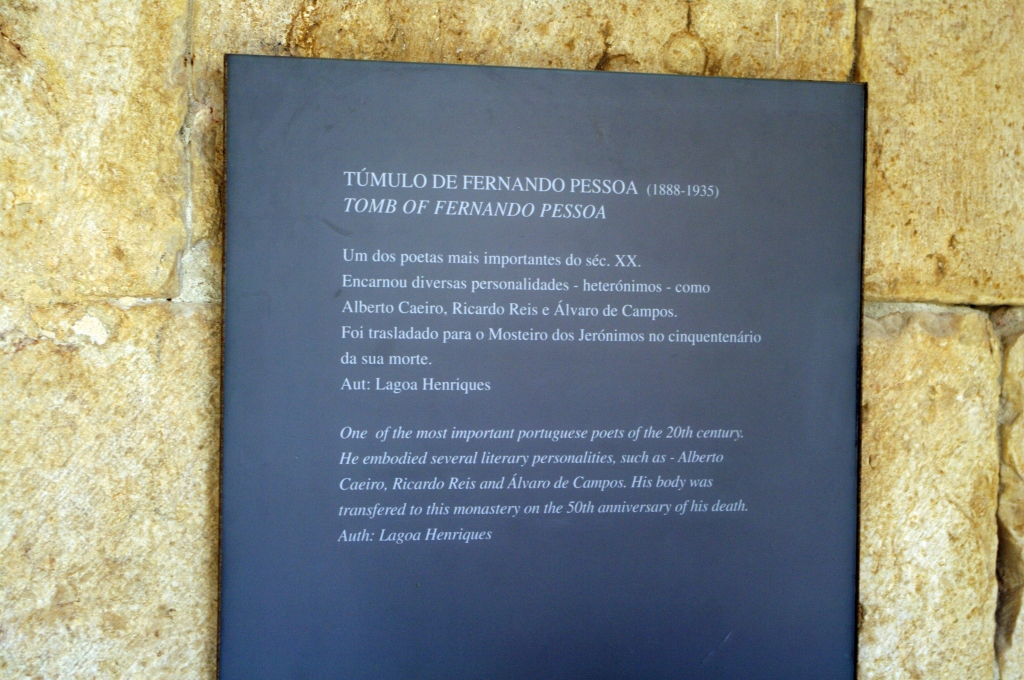 TÚMULO DE FERNANDO PESSOA (1888-1935)
TOMB OF FERNANDO PESSOA
Um dos poetas mais importantes do séc. XX.
Encarnou diversas personalidades - heterónimos - como
Alberto Caeiro, Ricardo Reis e Álvaro de Campos.
Foi trasladado para o Mosteiro dos Jerónimos no cinquentenário
da sua morte.
Aut: Lagoa Henriques
One of the most important portuguese poets of the 20th century.
He embodied several literary personalities, such as - Alberto
Caeiro, Ricardo Reis and Álvaro de Campos. His body was
transfered to this monastery on the 50th anniversary of his death.
Auth: Lagoa Henriques